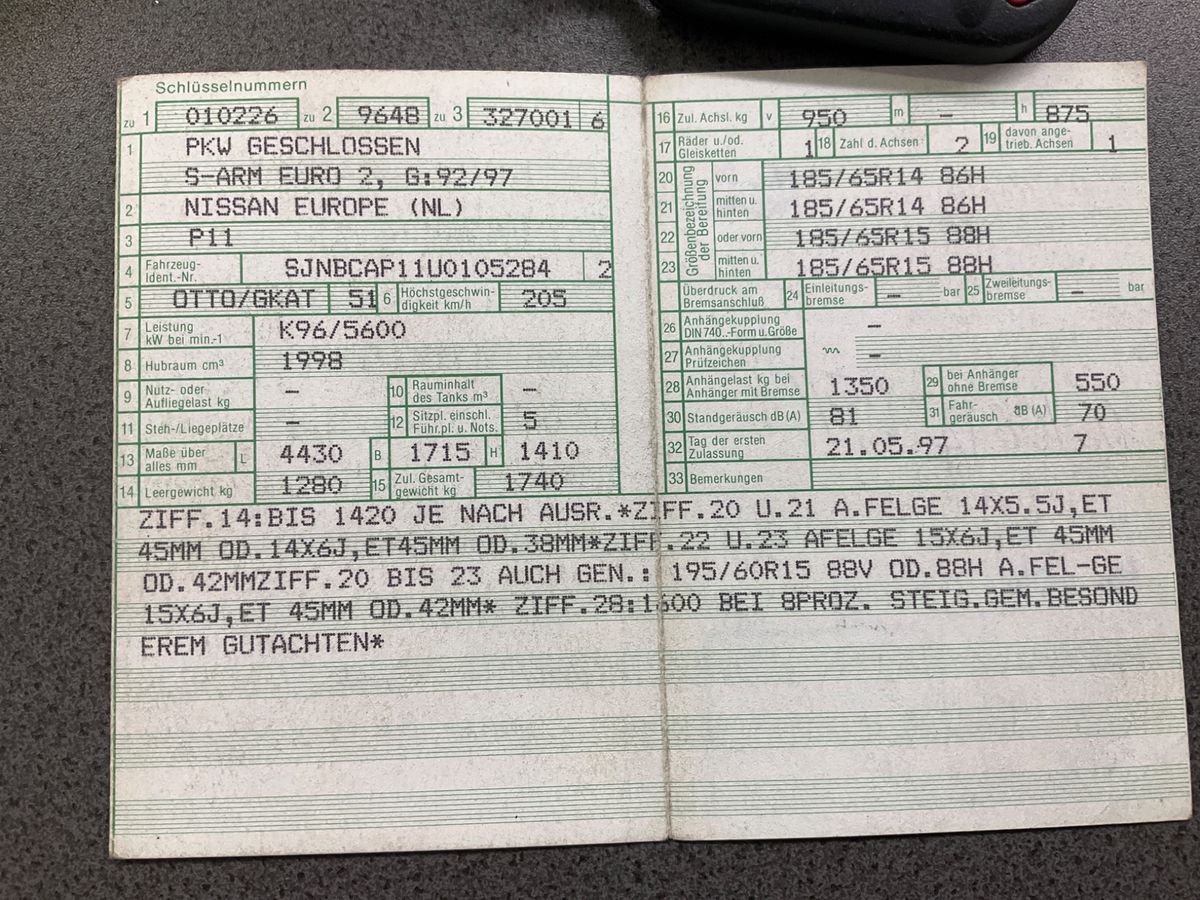 Schlüsselnummern
zu 1 010226 zu 2 9648 zu 3 327001 6
1 PKW GESCHLOSSEN
S-ARM EURO 2, G:92/97
2 NISSAN EUROPE (NL)
3 P11
4 Fahrzeug-Ident.-Nr. SJNBCAP11U0105284 2
5 OTTO/GKAT 51 6 Höchstgeschwindigkeit km/h 205
7 Leistung kW bei min.-1 K96/5600
8 Hubraum cm³ 1998
9 Nutz- oder Aufliegelast kg – 10 Rauminhalt des Tanks m³ –
11 Steh-/Liegeplätze – 12 Sitzpl. einschl. Führ.pl. u. Nots. 5
13 Maße über alles mm L 4430 B 1715 H 1410
14 Leergewicht kg 1280 15 Zul. Gesamtgewicht kg 1740
16 Zul. Achsl. kg v 950 m – h 875
17 Räder u./od. Gleisketten 1 18 Zahl d. Achsen 2 19 davon angetrieb. Achsen 1
Größenbezeichnung der Bereifung
20 vorn 185/65R14 86H
21 mitten u. hinten 185/65R14 86H
22 oder vorn 185/65R15 88H
23 mitten u. hinten 185/65R15 88H
Überdruck am Bremsanschluß 24 Einleitungsbremse – bar 25 Zweileitungsbremse – bar
26 Anhängekupplung DIN 740..-Form u. Größe –
27 Anhängekupplung Prüfzeichen –
28 Anhängelast kg bei Anhänger mit Bremse 1350 29 bei Anhänger ohne Bremse 550
30 Standgeräusch dB (A) 81 31 Fahrgeräusch dB (A) 70
32 Tag der ersten Zulassung 21.05.97 7
33 Bemerkungen
ZIFF.14:BIS 1420 JE NACH AUSR.*ZIFF.20 U.21 A.FELGE 14X5.5J,ET
45MM OD.14X6J,ET45MM OD.38MM*ZIFF.22 U.23 AFELGE 15X6J,ET 45MM
OD.42MMZIFF.20 BIS 23 AUCH GEN.: 195/60R15 88V OD.88H A.FEL-GE
15X6J,ET 45MM OD.42MM* ZIFF.28:1600 BEI 8PROZ. STEIG.GEM.BESOND
EREM GUTACHTEN*